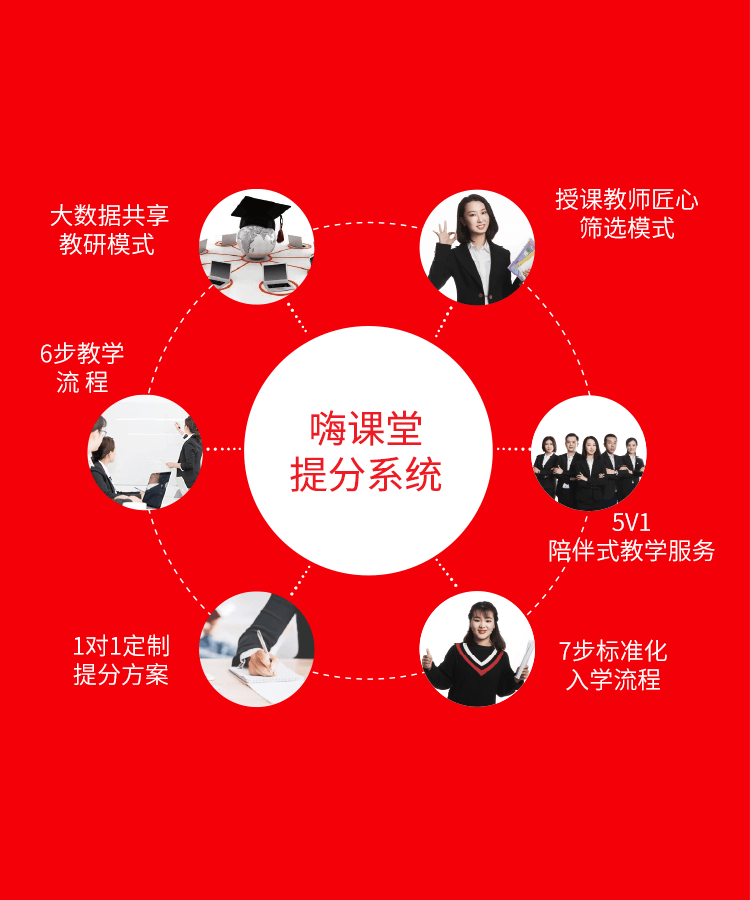 大数据共享
教研模式
授课教师匠心
筛选模式
6步教学
流 程
嗨课堂
提分系统
5V1
陪伴式教学服务
1对1定制
提分方案
7步标准化
入学流程